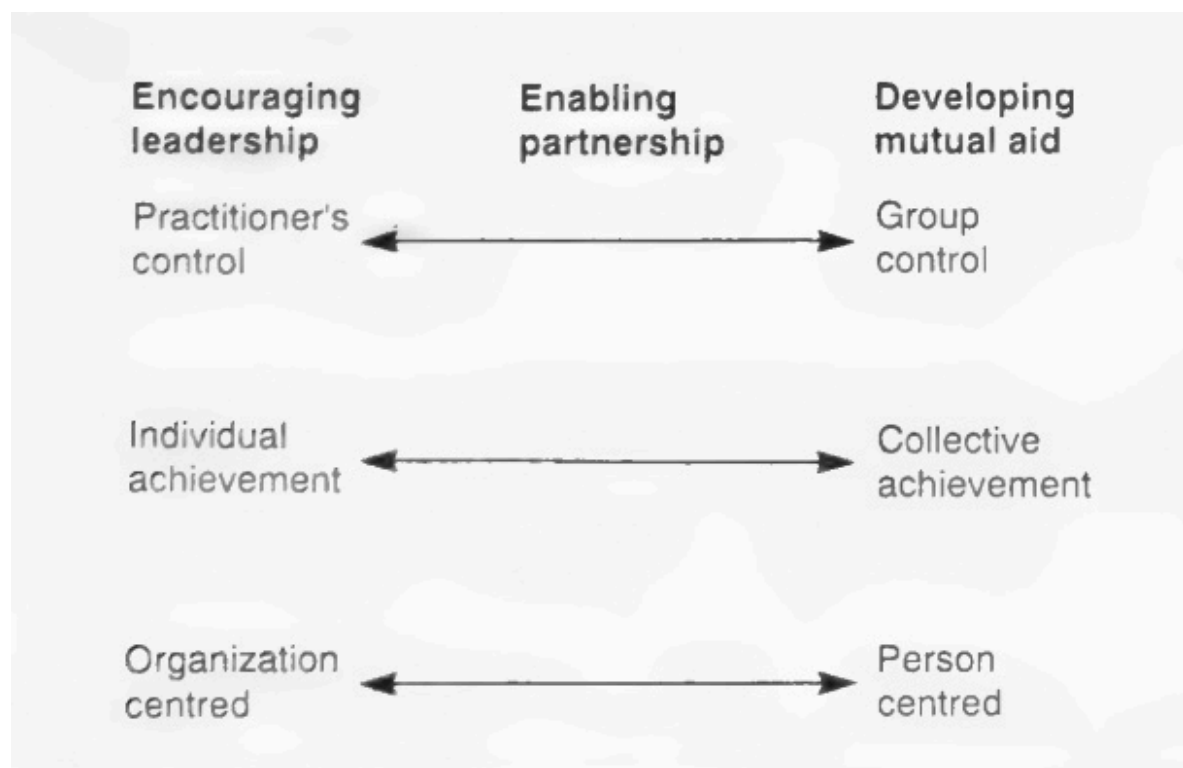 Encouraging
leadership
Enabling
partnership
Developing
mutual aid
Practitioner's
control
Group
control
Individual
achievement
Collective
achievement
Organization
centred
Person
centred